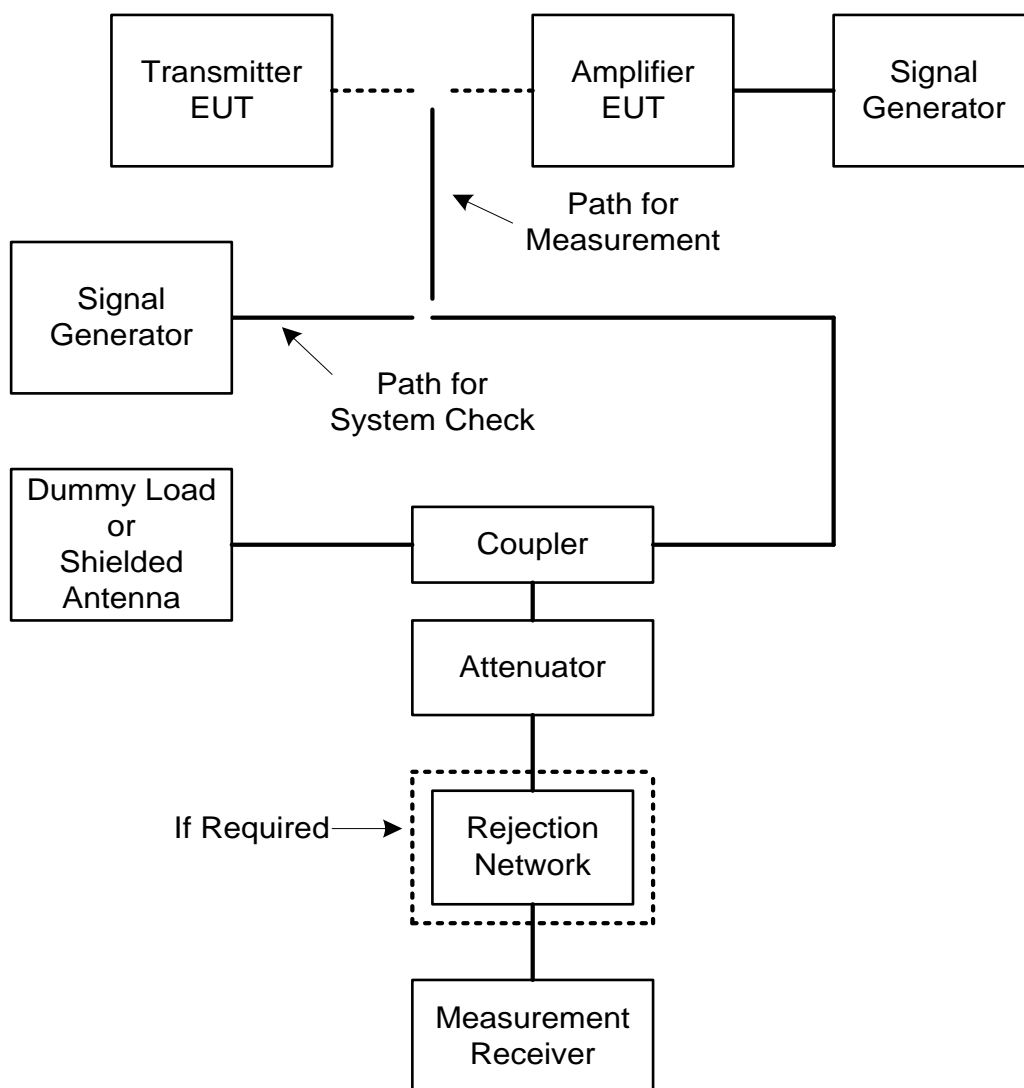 Transmitter
EUT
Amplifier
EUT
Signal
Generator
Path for
Measurement
Signal
Generator
Path for
System Check
Dummy Load
or
Shielded
Antenna
Coupler
Attenuator
If Required
Rejection
Network
Measurement
Receiver